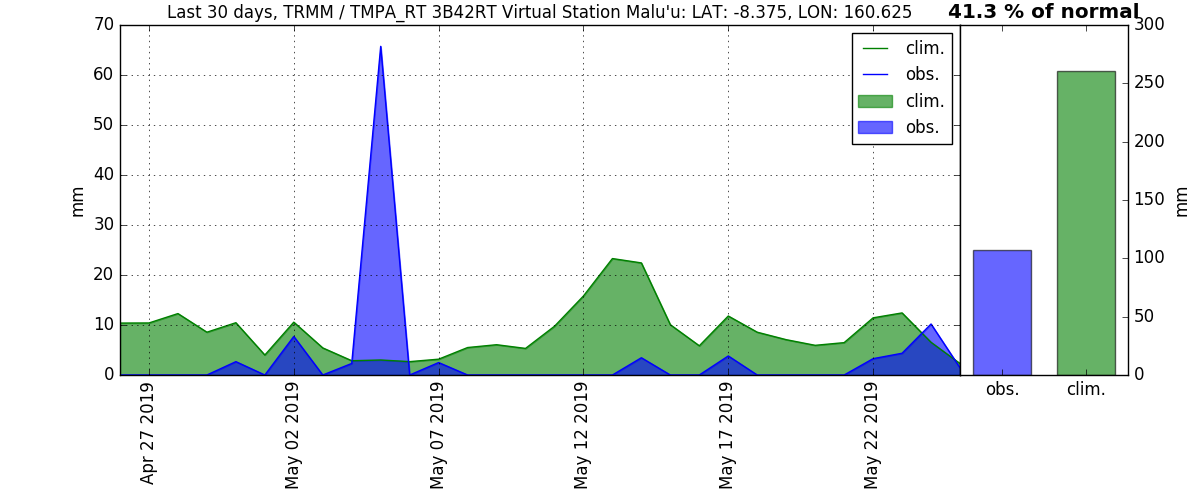 Last 30 days, TRMM / TMPA_RT 3B42RT Virtual Station Malu'u: LAT: -8.375, LON: 160.625
41.3 % of normal
70
60
50
40
30
20
10
0
mm
clim.
obs.
clim.
obs.
Apr 27 2019
May 02 2019
May 07 2019
May 12 2019
May 17 2019
May 22 2019
300
250
200
150
100
50
0
mm
obs.
clim.